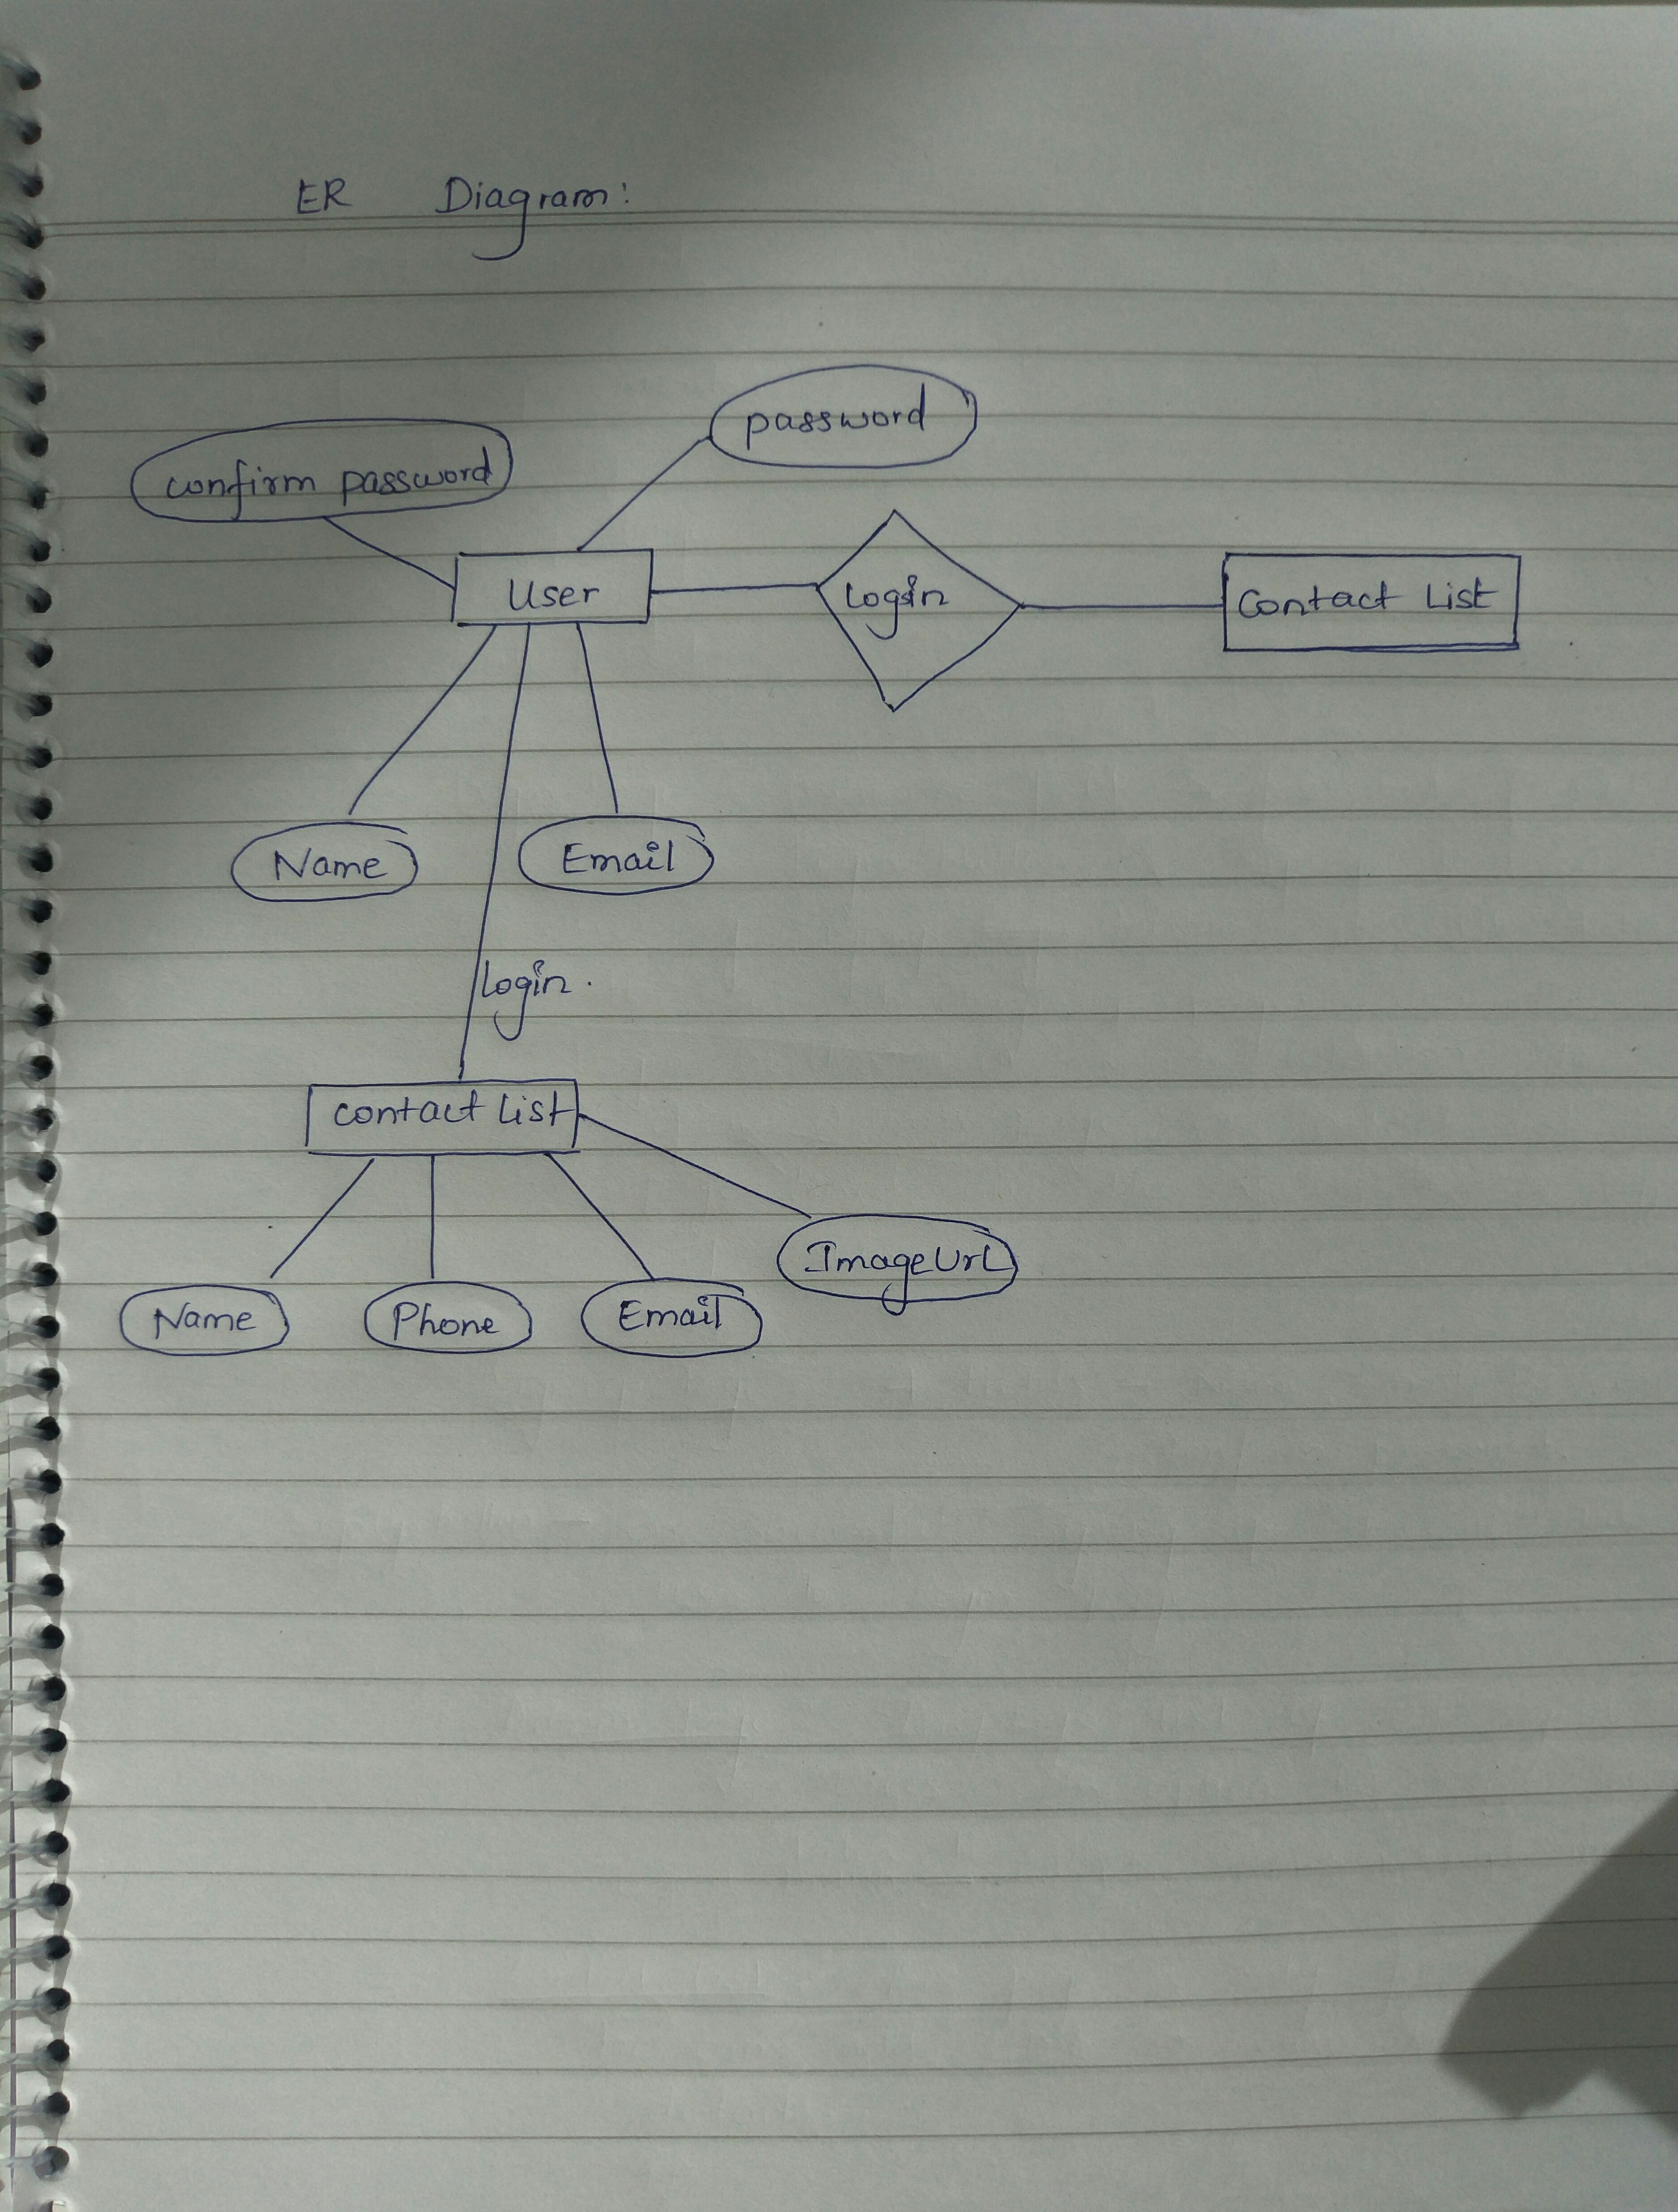 ER Diagram:
password
confirm password
User
Login
Contact List
Name
Email
Login.
Contact List
ImageUrl
Name
Phone
Email